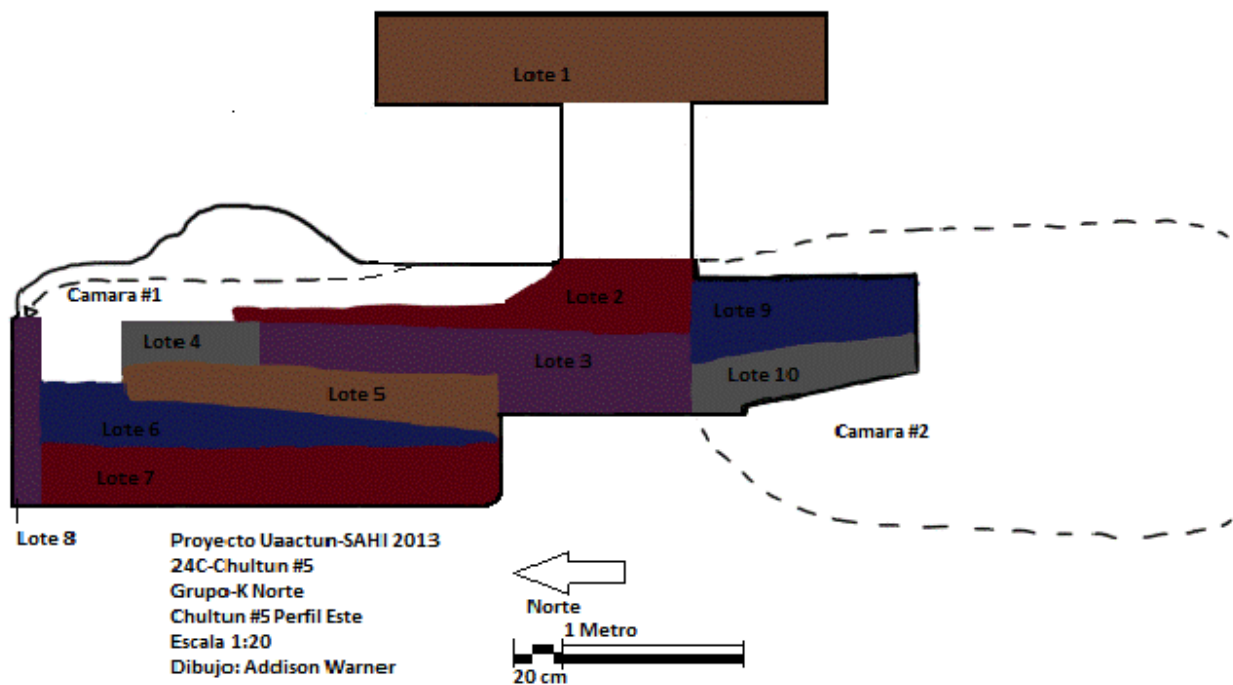 Lote 1
Lote 2
Camara #1
Lote 9
Lote 4
Lote 3
Lote 10
Lote 5
Lote 6
Camara #2
Lote 7
Lote 8
Proyecto Uaactun-SAHI 2013
24C-Chultun #5
Grupo-K Norte
Chultun #5 Perfil Este
Escala 1:20
Dibujo: Addison Warner
Norte
1 Metro
20 cm